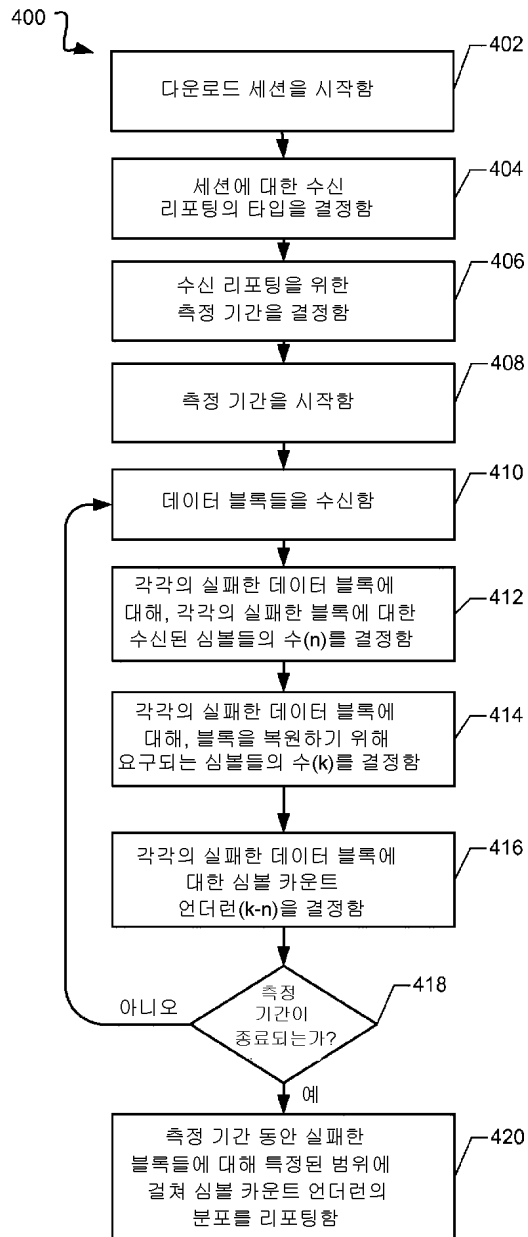 400
402
다운로드 세션을 시작함
404
세션에 대한 수신
리포팅의 타입을 결정함
406
수신 리포팅을 위한
측정 기간을 결정함
408
측정 기간을 시작함
410
데이터 블록들을 수신함
412
각각의 실패한 데이터 블록에
대해, 각각의 실패한 블록에 대한
수신된 심볼들의 수(n)를 결정함
414
각각의 실패한 데이터 블록에
대해, 블록을 복원하기 위해
요구되는 심볼들의 수(k)를 결정함
416
각각의 실패한 데이터 블록에
대한 심볼 카운트
언더런(k-n)을 결정함
418
측정
기간이
종료되는가?
아니오
예
420
측정 기간 동안 실패한
블록들에 대해 특정된 범위에
걸쳐 심볼 카운트 언더런의
분포를 리포팅함